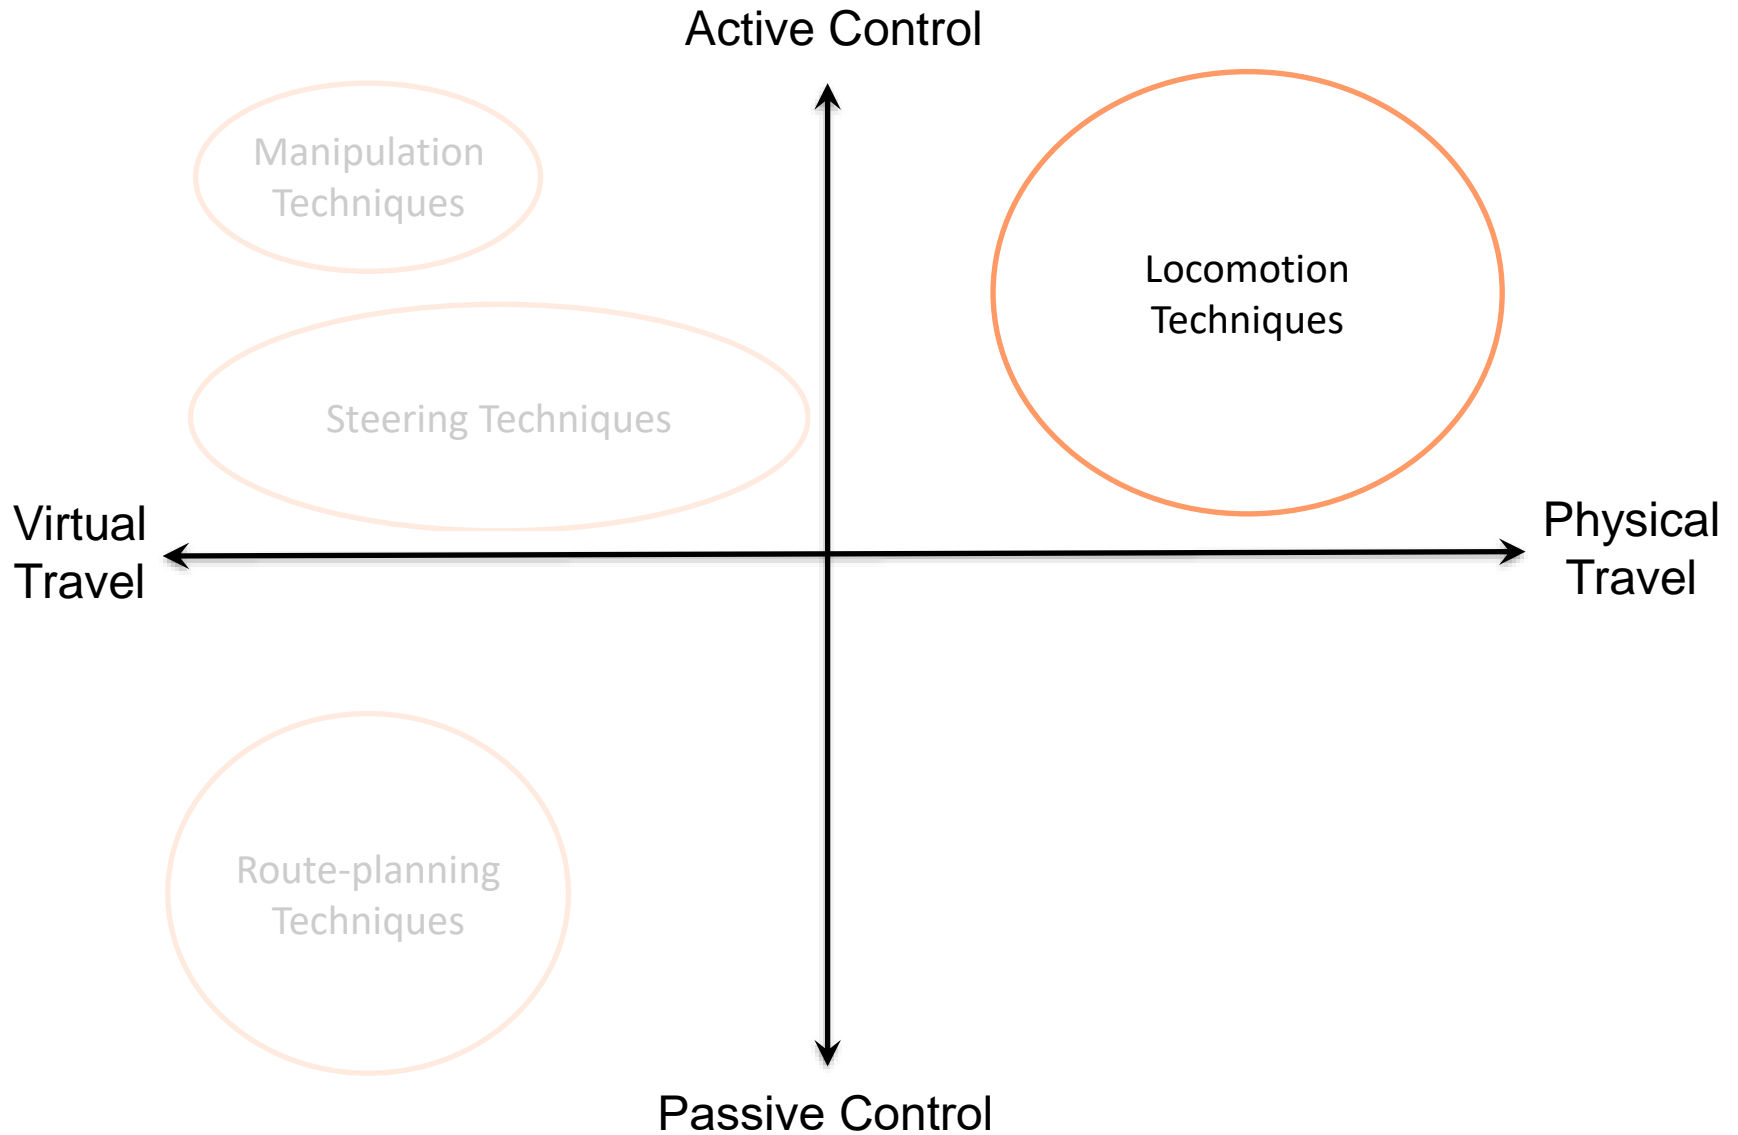 Active Control
Manipulation
Techniques
Locomotion
Techniques
Steering Techniques
Virtual
Travel
Physical
Travel
Route-planning
Techniques
Passive Control